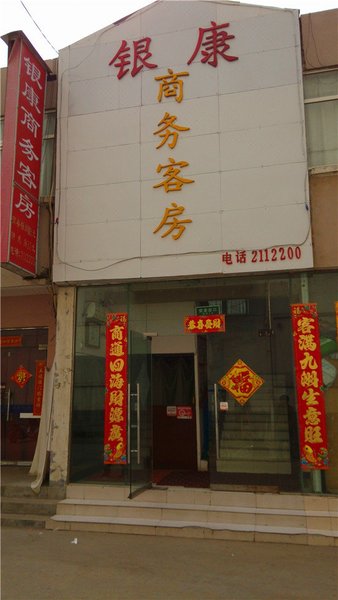 银康
商务客房
电话 2112200
银康商务客房
恭喜发财
商通四海财源广
客满九州生意旺
福